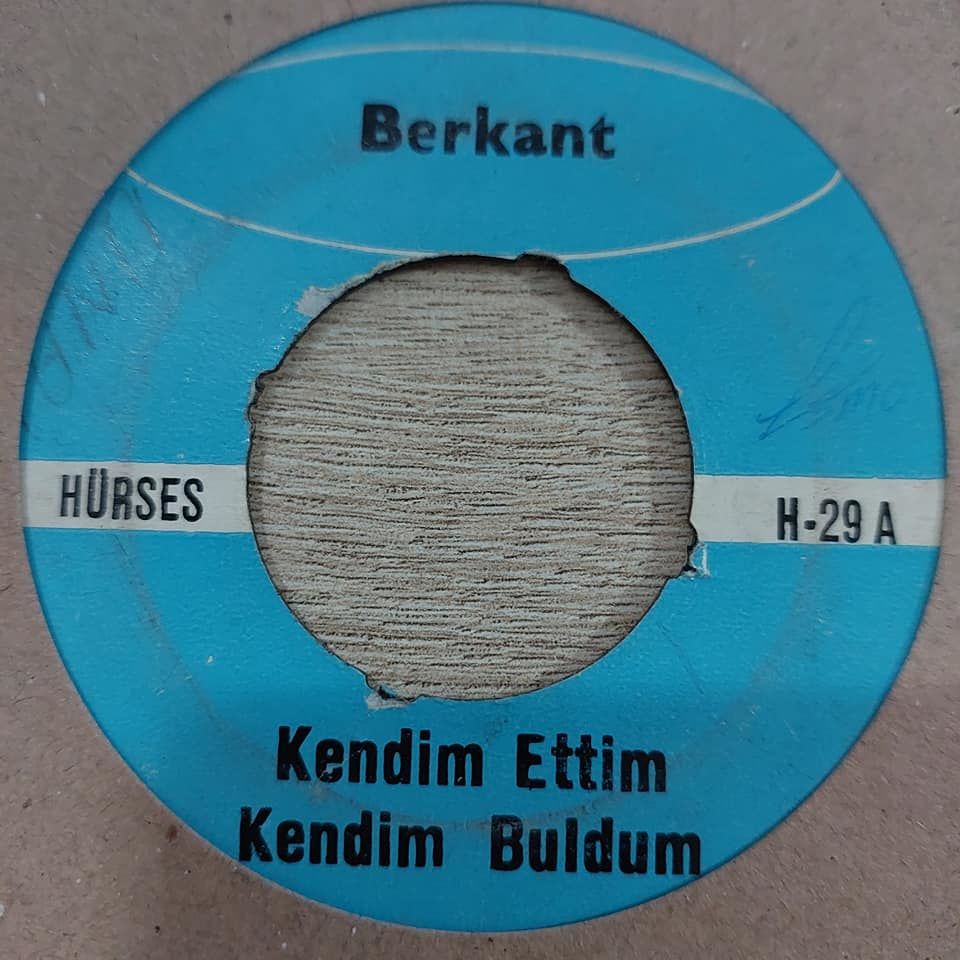 Berkant
HÜRSES
H-29 A
Kendim Ettim
Kendim Buldum